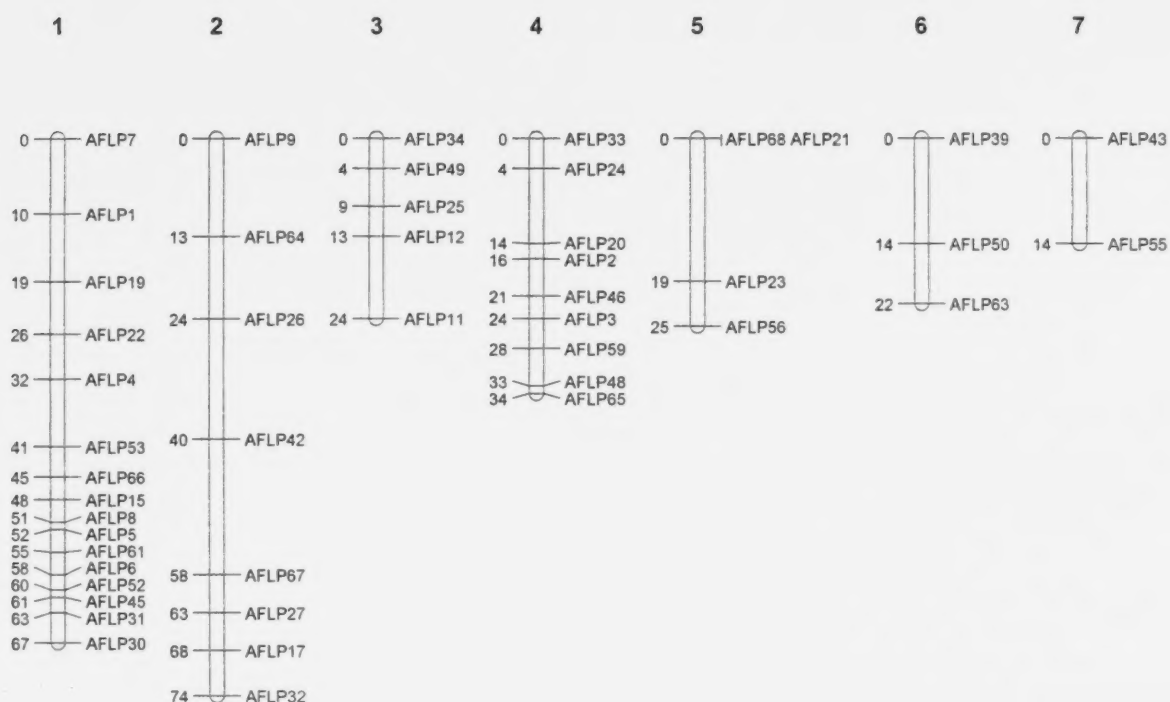 1 2 3 4 5 6 7
0 AFLP7
10 AFLP1
19 AFLP19
26 AFLP22
32 AFLP4
41 AFLP53
45 AFLP66
48 AFLP15
51 AFLP8
52 AFLP5
55 AFLP61
58 AFLP6
60 AFLP52
61 AFLP45
63 AFLP31
67 AFLP30
0 AFLP9
13 AFLP64
24 AFLP26
40 AFLP42
58 AFLP67
63 AFLP27
68 AFLP17
74 AFLP32
0 AFLP34
4 AFLP49
9 AFLP25
13 AFLP12
24 AFLP11
0 AFLP33
4 AFLP24
14 AFLP20
16 AFLP2
21 AFLP46
24 AFLP3
28 AFLP59
33 AFLP48
34 AFLP65
0 AFLP68 AFLP21
19 AFLP23
25 AFLP56
0 AFLP39
14 AFLP50
22 AFLP63
0 AFLP43
14 AFLP55